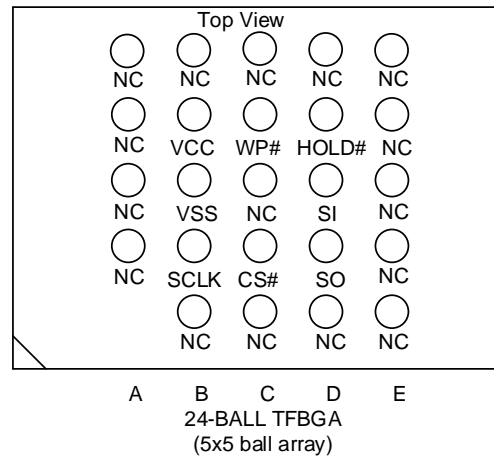 Top View
NC NC NC NC NC
NC VCC WP# HOLD# NC
NC VSS NC SI NC
NC SCLK CS# SO NC
NC NC NC NC
A B C D E
24-BALL TFBGA
(5x5 ball array)